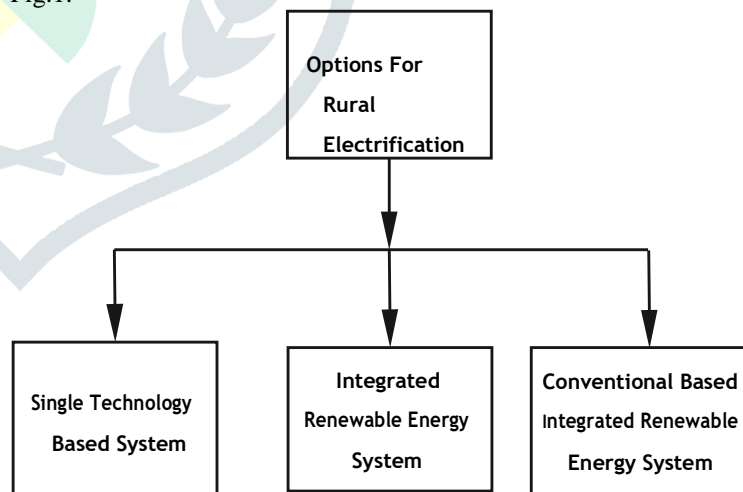 Fig.1.
Options For
Rural
Electrification
Single Technology
Based System
Integrated
Renewable Energy
System
Conventional Based
Integrated Renewable
Energy System